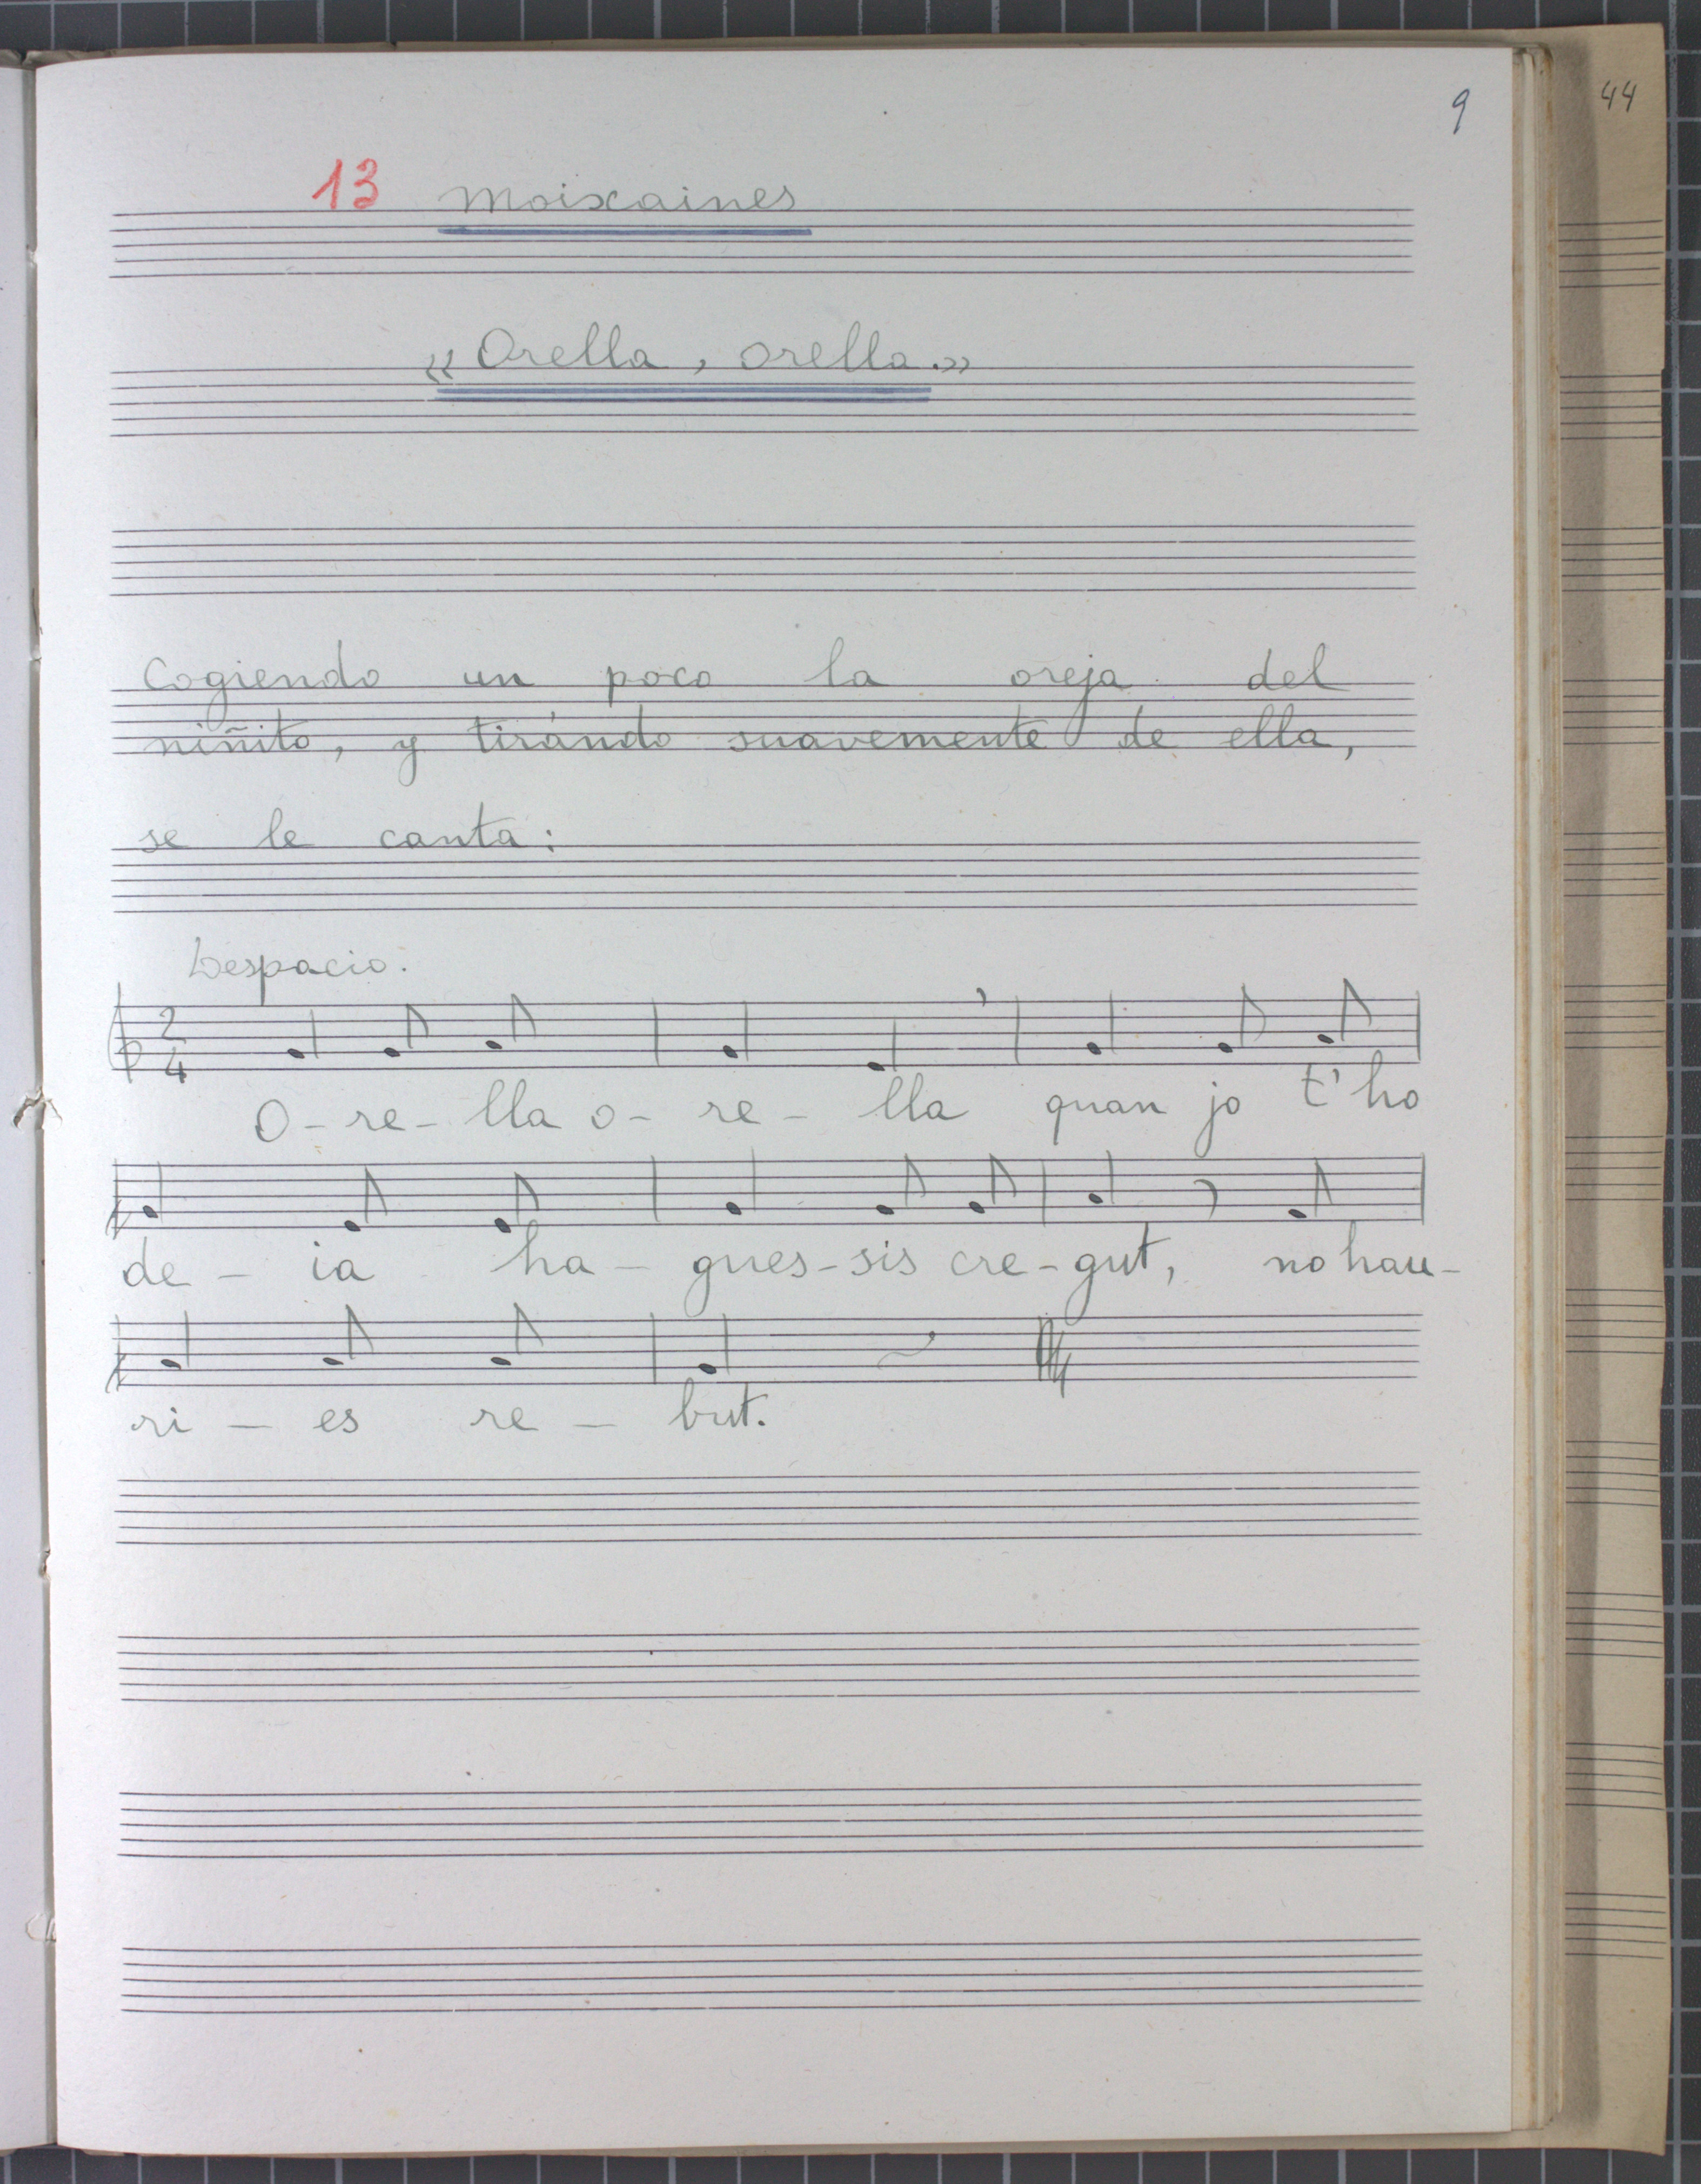 9
44
13 Moixaines
«Orella, orella.»
Cogiendo un poco la oreja del
niñito, y tirándo suavemente de ella,
se le canta:
Despacio.
2
4
O-re-lla o-re-lla quan jo t'ho
de-ia ha-gues-sis cre-gut, no hau-
ri-es re-but.